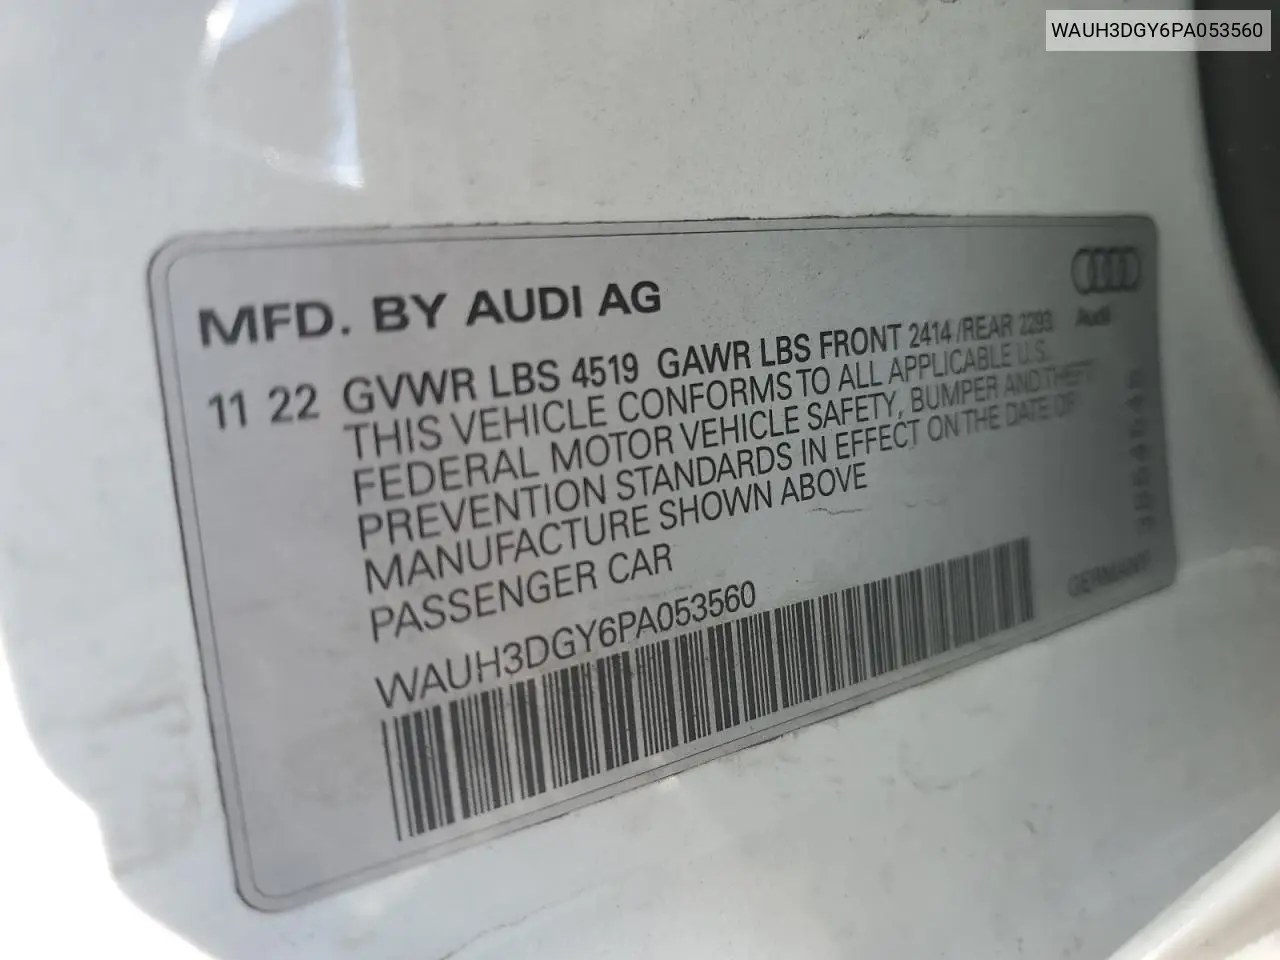 WAUH3DGY6PA053560
MFD. BY AUDI AG
Audi
11 22 GVWR LBS 4519 GAWR LBS FRONT 2414 /REAR 2293
THIS VEHICLE CONFORMS TO ALL APPLICABLE U.S.
FEDERAL MOTOR VEHICLE SAFETY, BUMPER AND THEFT
PREVENTION STANDARDS IN EFFECT ON THE DATE OF
MANUFACTURE SHOWN ABOVE
PASSENGER CAR
WAUH3DGY6PA053560
GERMANY